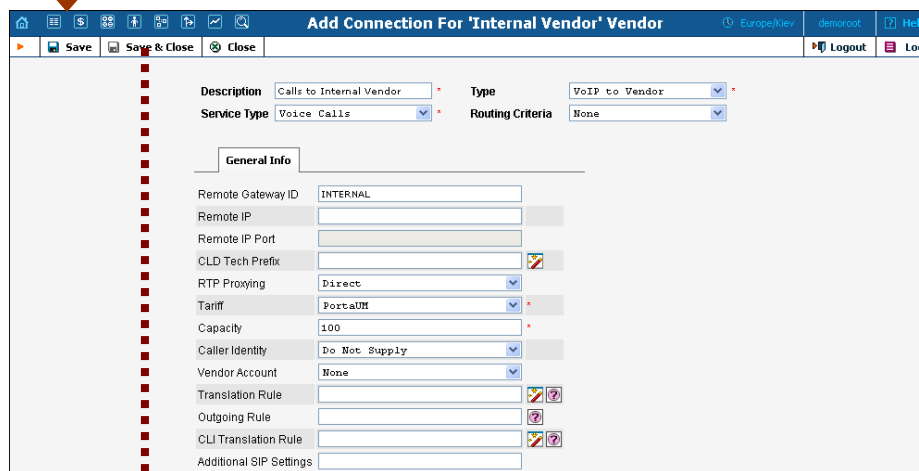 Add Connection For 'Internal Vendor' Vendor Europe/Kiev demoroot Hel
Save Save & Close Close Logout Lo
Description Calls to Internal Vendor * Type VoIP to Vendor *
Service Type Voice Calls * Routing Criteria None
General Info
Remote Gateway ID INTERNAL
Remote IP
Remote IP Port
CLD Tech Prefix
RTP Proxying Direct
Tariff PortaUM *
Capacity 100 *
Caller Identity Do Not Supply
Vendor Account None
Translation Rule
Outgoing Rule
CLI Translation Rule
Additional SIP Settings